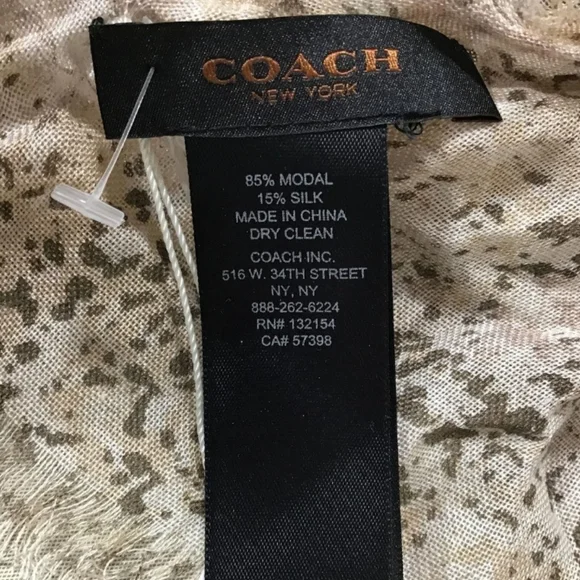 COACH
NEW YORK
85% MODAL
15% SILK
MADE IN CHINA
DRY CLEAN
COACH INC.
516 W. 34TH STREET
NY, NY
888-262-6224
RN# 132154
CA# 57398